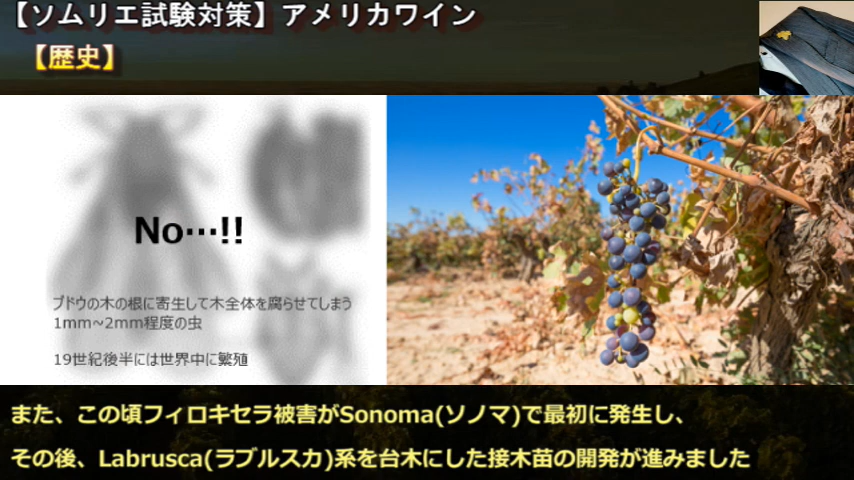 【ソムリエ試験対策】アメリカワイン
【歴史】
No…!!
ブドウの木の根に寄生して木全体を腐らせてしまう
1mm~2mm程度の虫
19世紀後半には世界中に繁殖
また、この頃フィロキセラ被害がSonoma(ソノマ)で最初に発生し、
その後、Labrusca(ラブルスカ)系を台木にした接木苗の開発が進みました